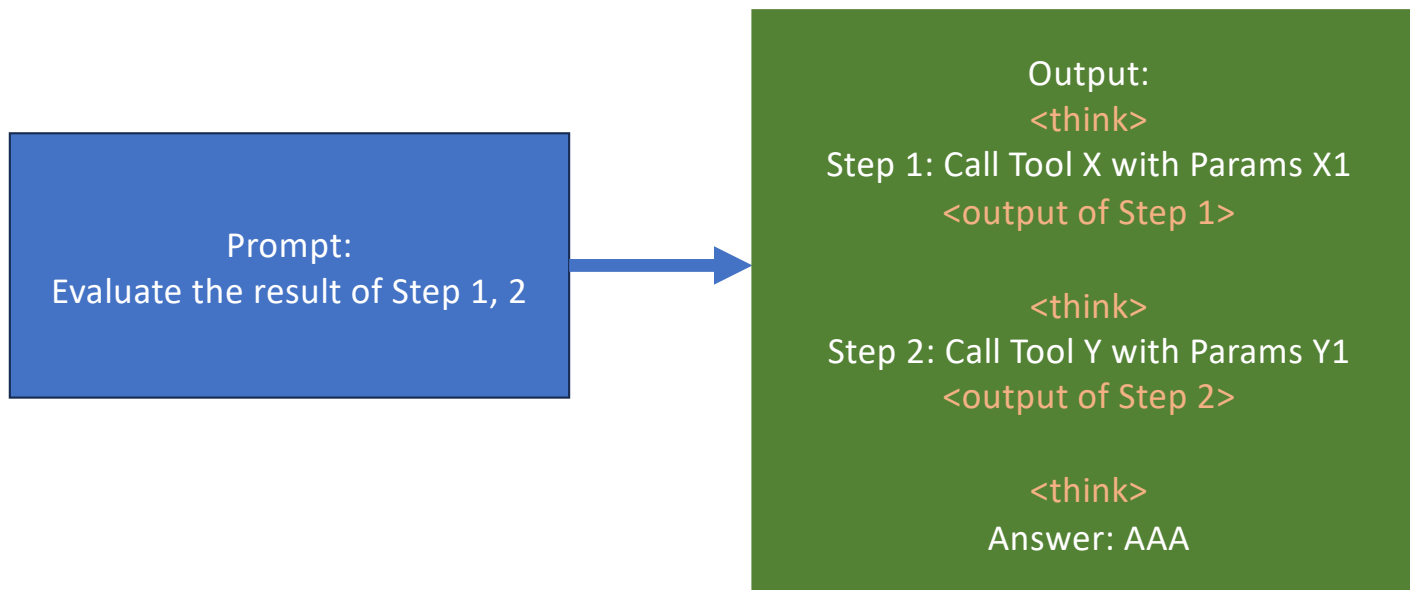 Prompt:
Evaluate the result of Step 1, 2
Output:
<think>
Step 1: Call Tool X with Params X1
<output of Step 1>
<think>
Step 2: Call Tool Y with Params Y1
<output of Step 2>
<think>
Answer: AAA